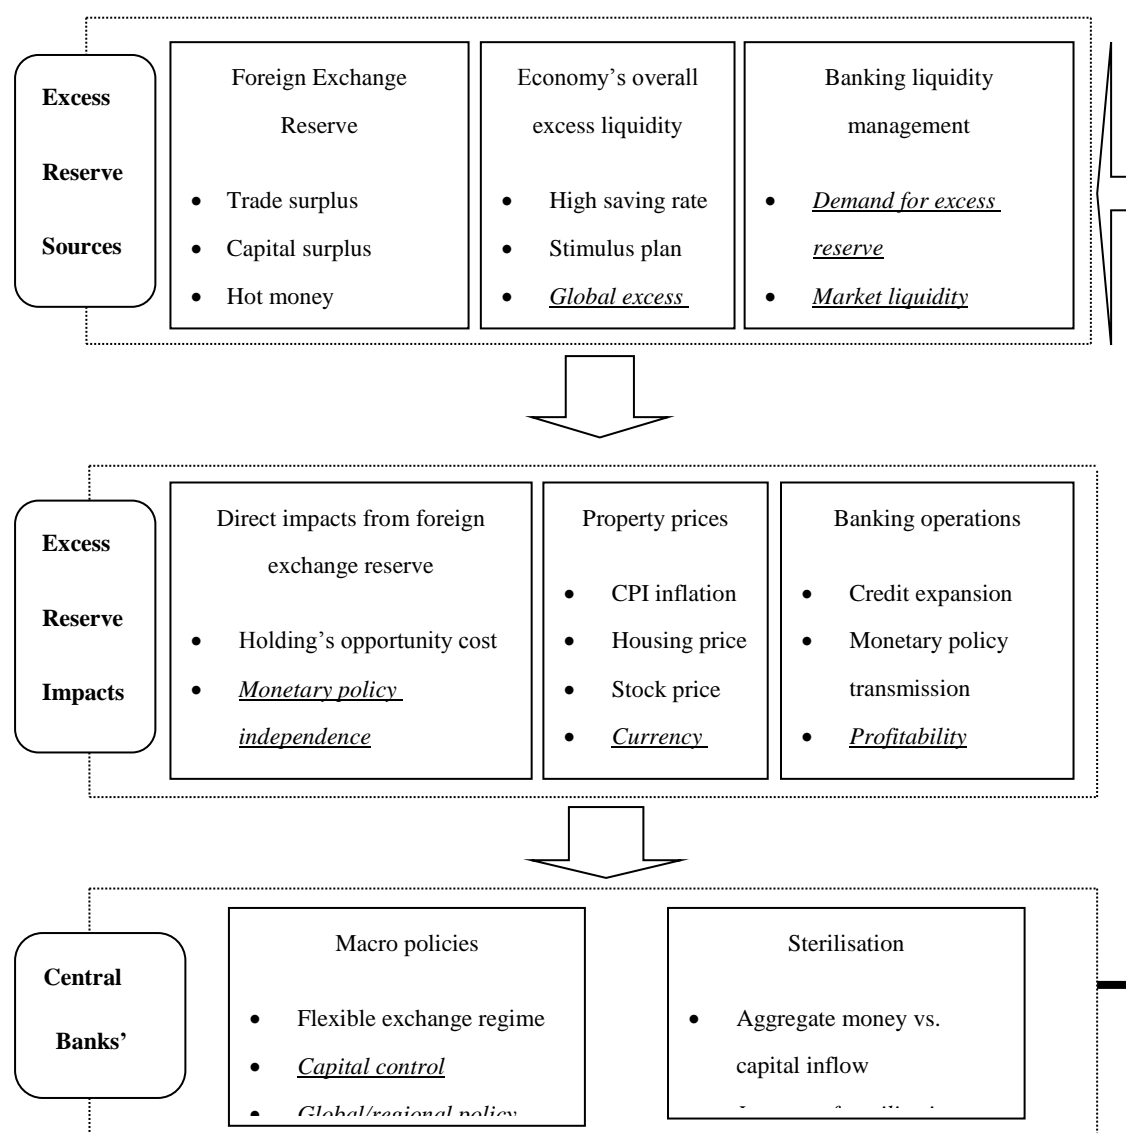 Excess
Reserve
Sources
Foreign Exchange
Reserve
• Trade surplus
• Capital surplus
• Hot money
Economy’s overall
excess liquidity
• High saving rate
• Stimulus plan
• Global excess
Banking liquidity
management
• Demand for excess
reserve
• Market liquidity
Excess
Reserve
Impacts
Direct impacts from foreign
exchange reserve
• Holding’s opportunity cost
• Monetary policy
independence
Property prices
• CPI inflation
• Housing price
• Stock price
• Currency
Banking operations
• Credit expansion
• Monetary policy
transmission
• Profitability
Central
Banks’
Macro policies
• Flexible exchange regime
• Capital control
• Global/regional policy
Sterilisation
• Aggregate money vs.
capital inflow